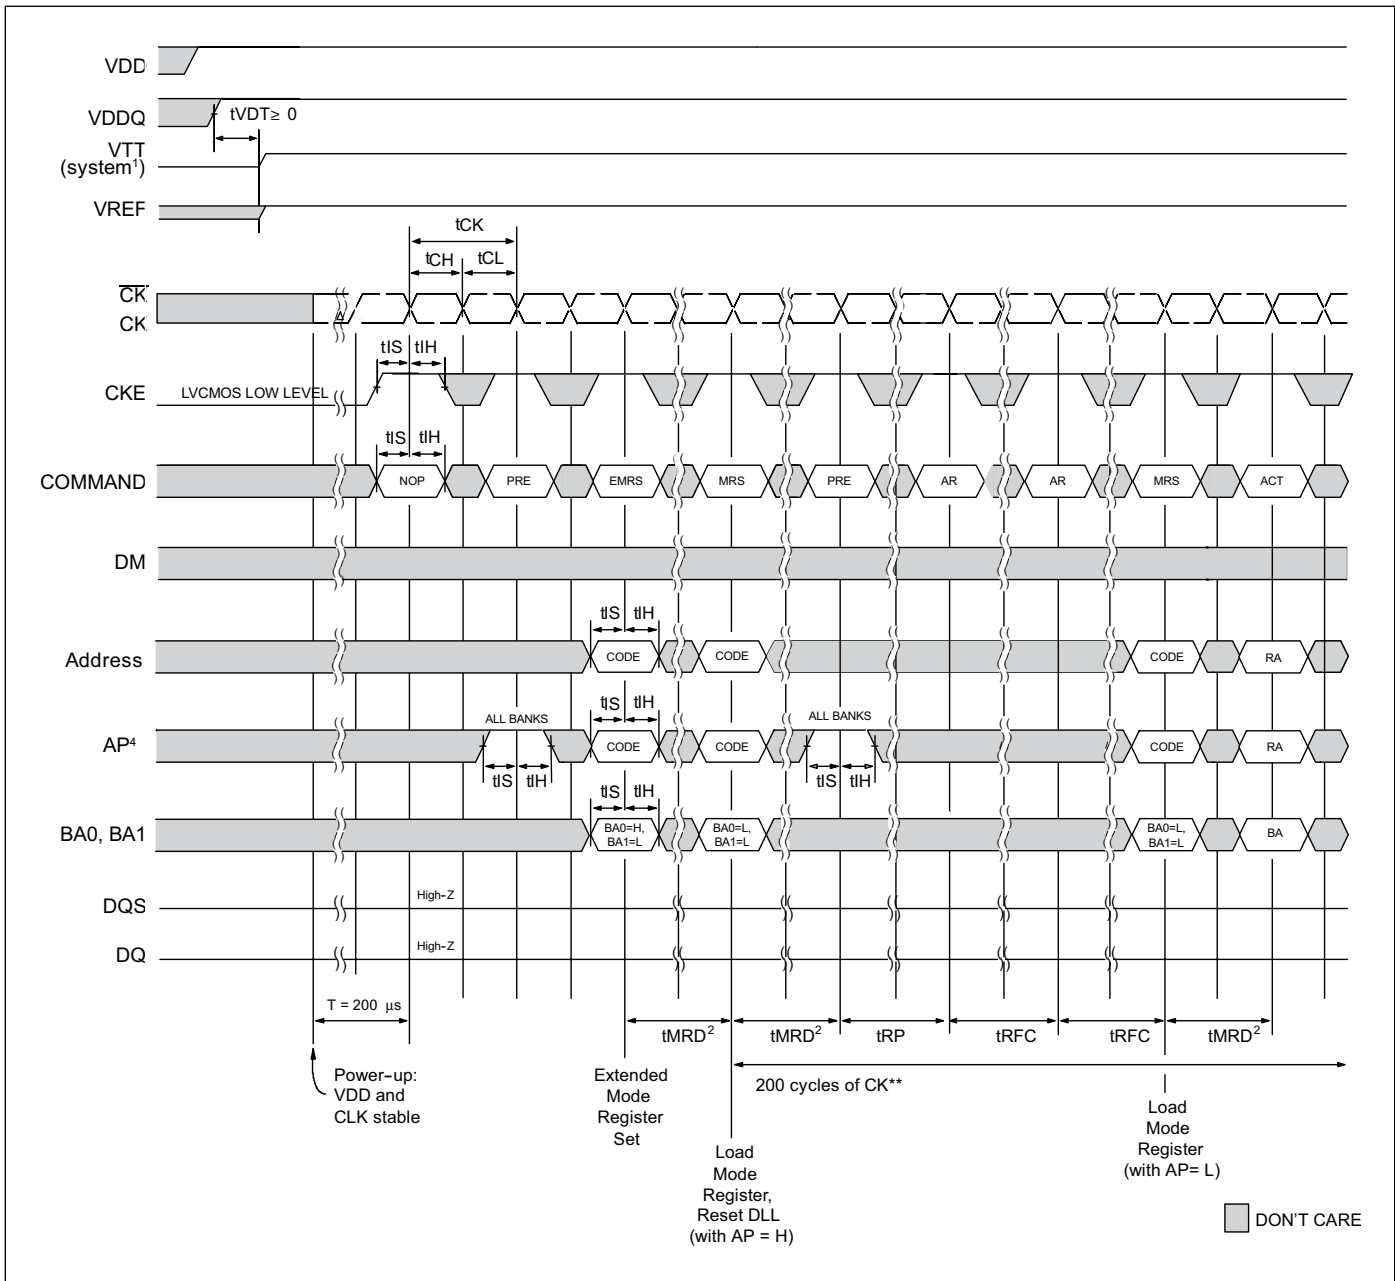 VDD
VDDQ
tVDT≥ 0
VTT
(system¹)
VREF
tCK
tCH
tCL
CK
CK
tIS
tIH
CKE
LVCMOS LOW LEVEL
tIS
tIH
COMMAND
NOP
PRE
EMRS
MRS
PRE
AR
AR
MRS
ACT
DM
tIS
tIH
Address
CODE
CODE
CODE
RA
ALL BANKS
tIS
tIH
ALL BANKS
AP⁴
CODE
CODE
CODE
RA
tIS
tIH
tIS
tIH
tIS
tIH
BA0, BA1
BA0=H,
BA1=L
BA0=L,
BA1=L
BA0=L,
BA1=L
BA
DQS
High-Z
DQ
High-Z
T = 200 μs
tMRD²
tMRD²
tRP
tRFC
tRFC
tMRD²
200 cycles of CK**
Power-up:
VDD and
CLK stable
Extended
Mode
Register
Set
Load
Mode
Register,
Reset DLL
(with AP = H)
Load
Mode
Register
(with AP= L)
DON'T CARE